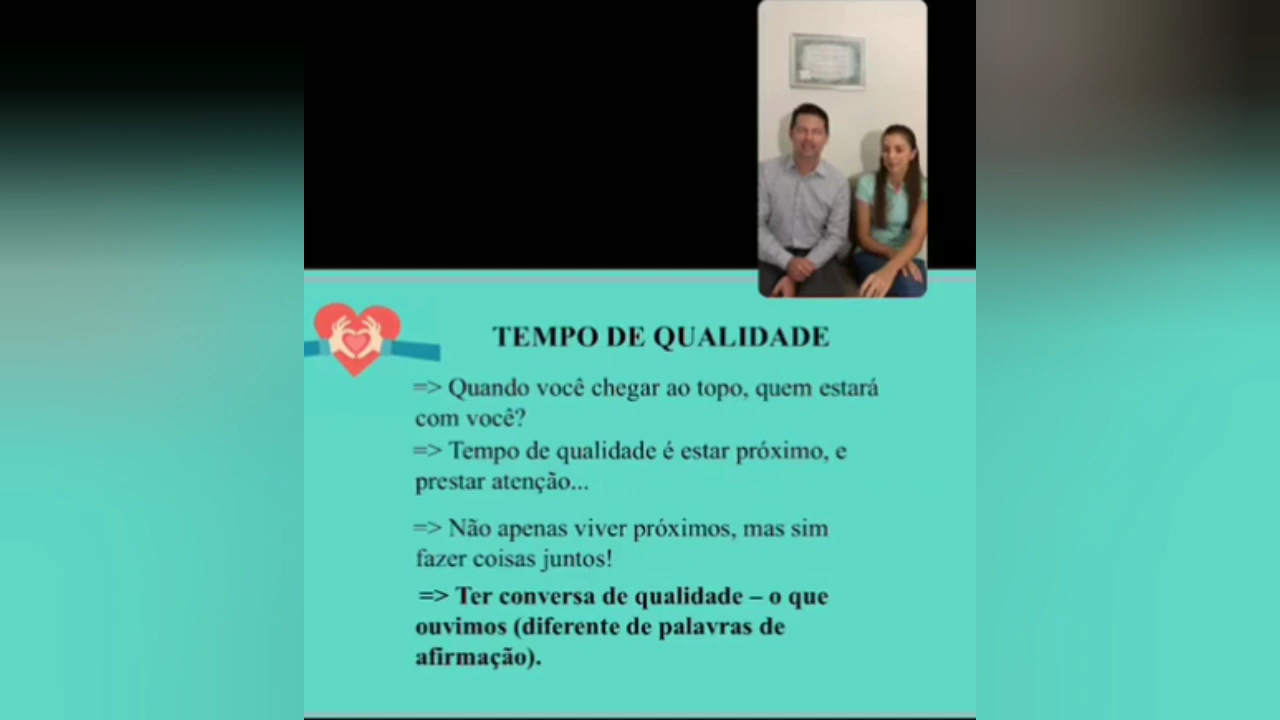 TEMPO DE QUALIDADE
=> Quando você chegar ao topo, quem estará
com você?
=> Tempo de qualidade é estar próximo, e
prestar atenção...
=> Não apenas viver próximos, mas sim
fazer coisas juntos!
=> Ter conversa de qualidade – o que
ouvimos (diferente de palavras de
afirmação).